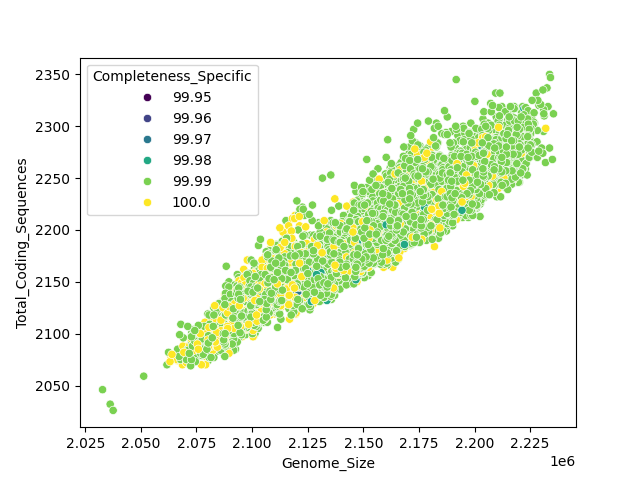 Completeness_Specific
99.95
99.96
99.97
99.98
99.99
100.0
2350
2300
2250
2200
2150
2100
2050
Total_Coding_Sequences
2.025 2.050 2.075 2.100 2.125 2.150 2.175 2.200 2.225
1e6
Genome_Size